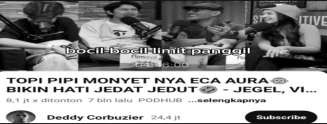 bocil-bocil limit panggil
TOPI PIPI MONYET NYA ECA AURA
BIKIN HATI JEDAT JEDUT🤣 - JEGEL, VI...
8,1 jt x ditonton 7 bln lalu PODHUB ...selengkapnya
Deddy Corbuzier 24,4 jt
Subscribe